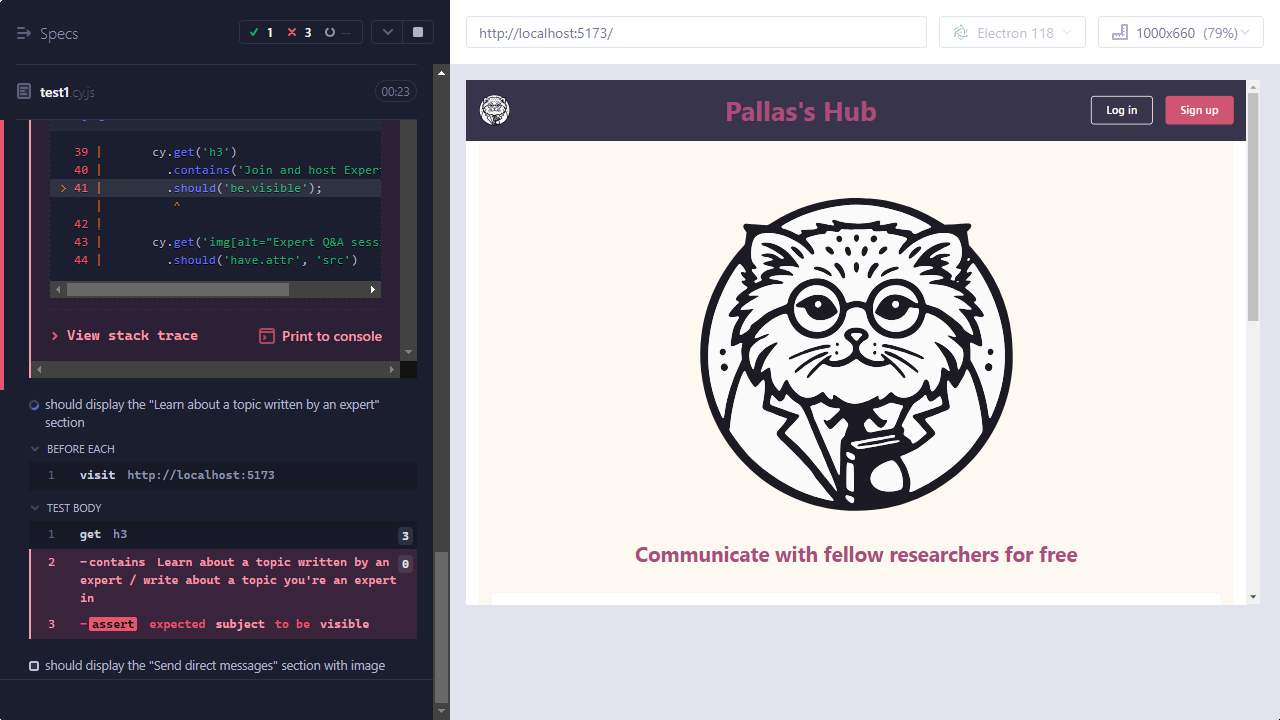 Specs
1
3
--
http://localhost:5173/
Electron 118
1000x660 (79%)
test1.cy.js
00:23
39 | cy.get('h3')
40 | .contains('Join and host Exper
> 41 | .should('be.visible');
| ^
42 |
43 | cy.get('img[alt="Expert Q&A sess
44 | .should('have.attr', 'src')
> View stack trace
Print to console
should display the "Learn about a topic written by an expert"
section
BEFORE EACH
1 visit http://localhost:5173
TEST BODY
1 get h3 3
2 -contains Learn about a topic written by an 0
expert / write about a topic you're an expert
in
3 -assert expected subject to be visible
should display the "Send direct messages" section with image
Pallas's Hub
Log in
Sign up
Communicate with fellow researchers for free